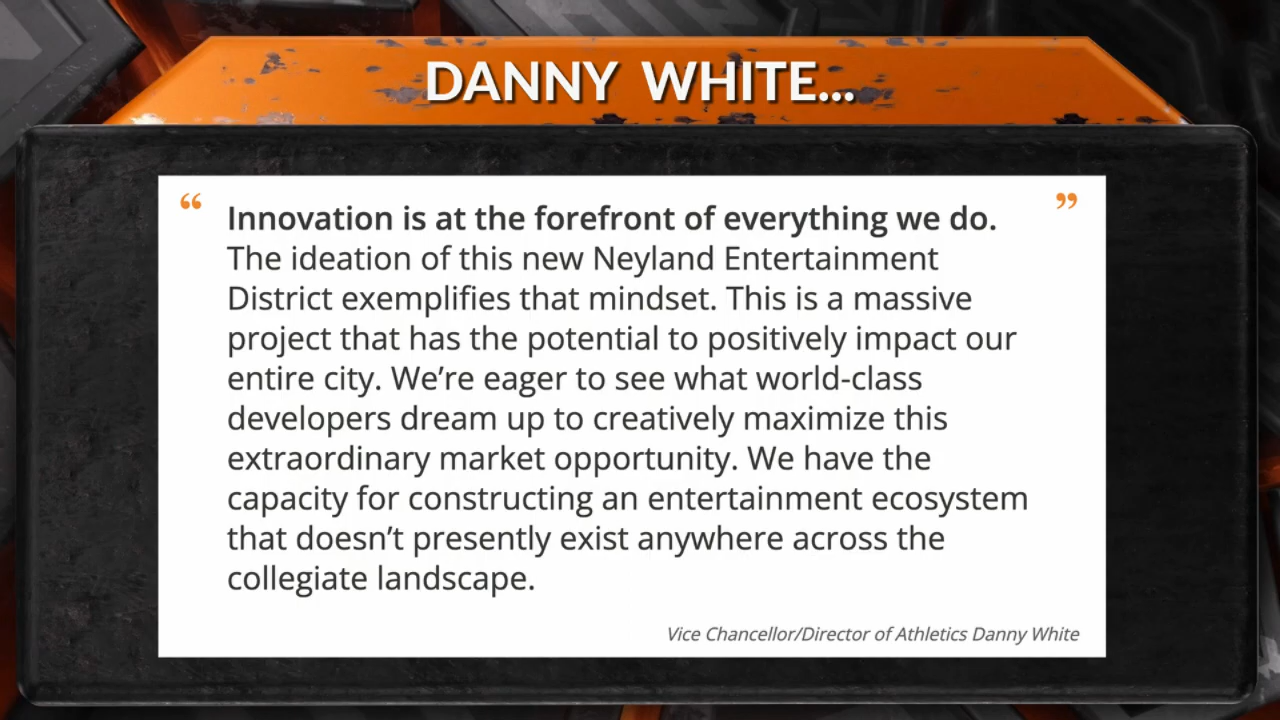 DANNY WHITE...
“ Innovation is at the forefront of everything we do. ”
The ideation of this new Neyland Entertainment
District exemplifies that mindset. This is a massive
project that has the potential to positively impact our
entire city. We’re eager to see what world-class
developers dream up to creatively maximize this
extraordinary market opportunity. We have the
capacity for constructing an entertainment ecosystem
that doesn’t presently exist anywhere across the
collegiate landscape.
Vice Chancellor/Director of Athletics Danny White